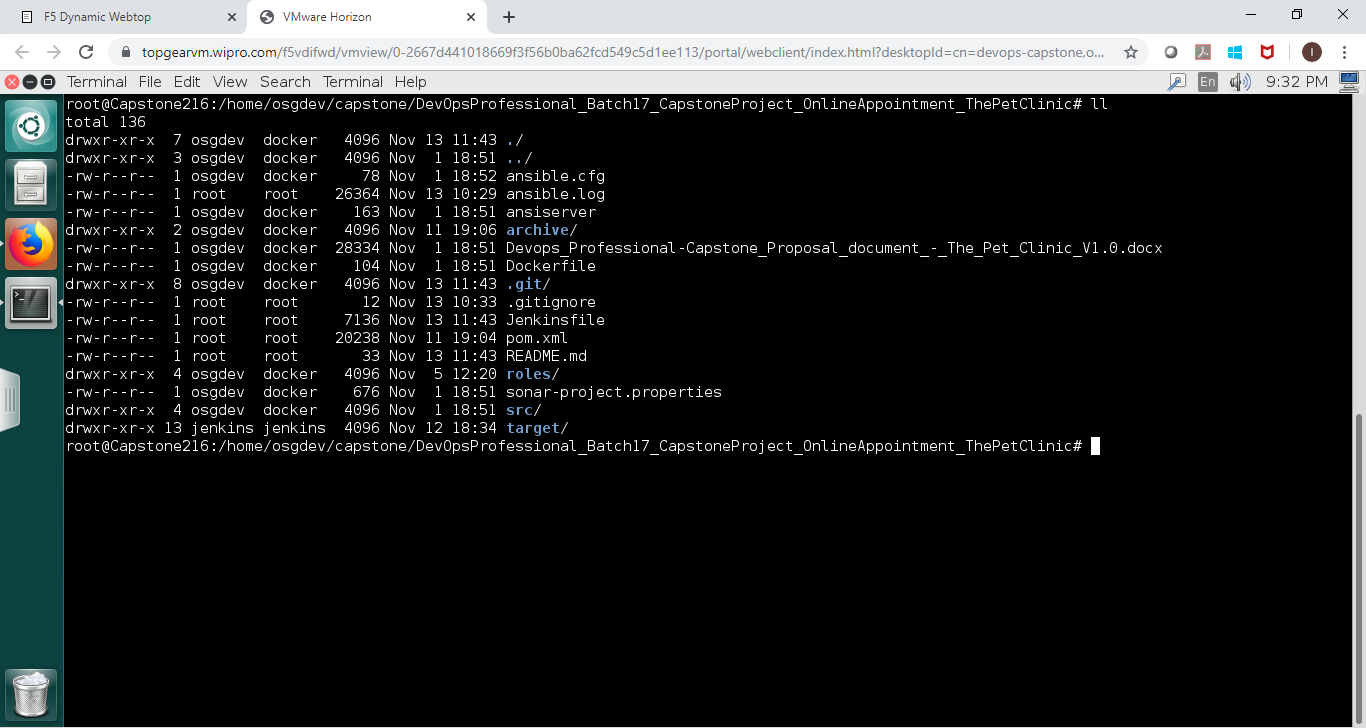 F5 Dynamic Webtop
VMware Horizon
topgearvm.wipro.com/f5vdifwd/vmview/0-2667d441018669f3f56b0ba62fcd549c5d1ee113/portal/webclient/index.html?desktopId=cn=devops-capstone,o...
I
Terminal File Edit View Search Terminal Help
En
9:32 PM
root@Capstone216:/home/osgdev/capstone/DevOpsProfessional_Batch17_CapstoneProject_OnlineAppointment_ThePetClinic# ll
total 136
drwxr-xr-x  7 osgdev  docker   4096 Nov 13 11:43 ./
drwxr-xr-x  3 osgdev  docker   4096 Nov  1 18:51 ../
-rw-r--r--  1 osgdev  docker     78 Nov  1 18:52 ansible.cfg
-rw-r--r--  1 root    root    26364 Nov 13 10:29 ansible.log
-rw-r--r--  1 osgdev  docker    163 Nov  1 18:51 ansiserver
drwxr-xr-x  2 osgdev  docker   4096 Nov 11 19:06 archive/
-rw-r--r--  1 osgdev  docker  28334 Nov  1 18:51 Devops_Professional-Capstone_Proposal_document_-_The_Pet_Clinic_V1.0.docx
-rw-r--r--  1 osgdev  docker    104 Nov  1 18:51 Dockerfile
drwxr-xr-x  8 osgdev  docker   4096 Nov 13 11:43 .git/
-rw-r--r--  1 root    root       12 Nov 13 10:33 .gitignore
-rw-r--r--  1 root    root     7136 Nov 13 11:43 Jenkinsfile
-rw-r--r--  1 root    root    20238 Nov 11 19:04 pom.xml
-rw-r--r--  1 root    root       33 Nov 13 11:43 README.md
drwxr-xr-x  4 osgdev  docker   4096 Nov  5 12:20 roles/
-rw-r--r--  1 osgdev  docker    676 Nov  1 18:51 sonar-project.properties
drwxr-xr-x  4 osgdev  docker   4096 Nov  1 18:51 src/
drwxr-xr-x 13 jenkins jenkins  4096 Nov 12 18:34 target/
root@Capstone216:/home/osgdev/capstone/DevOpsProfessional_Batch17_CapstoneProject_OnlineAppointment_ThePetClinic#